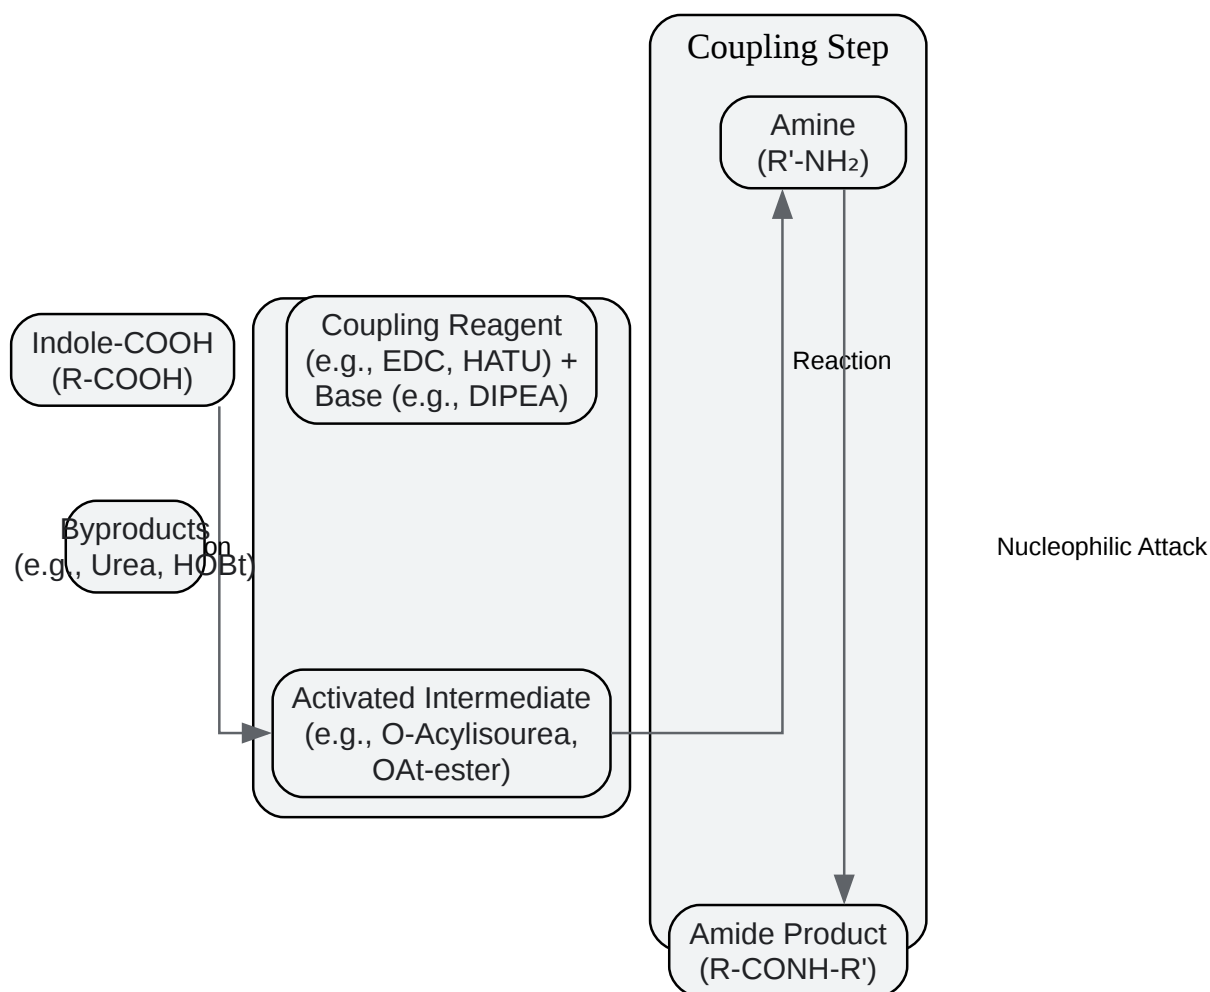 Coupling Step
Amine
(R'-NH₂)
Indole-COOH
(R-COOH)
Coupling Reagent
(e.g., EDC, HATU) +
Base (e.g., DIPEA)
Reaction
Byproducts
(e.g., Urea, HOBt)
on
Nucleophilic Attack
Activated Intermediate
(e.g., O-Acylisourea,
OAt-ester)
Amide Product
(R-CONH-R')